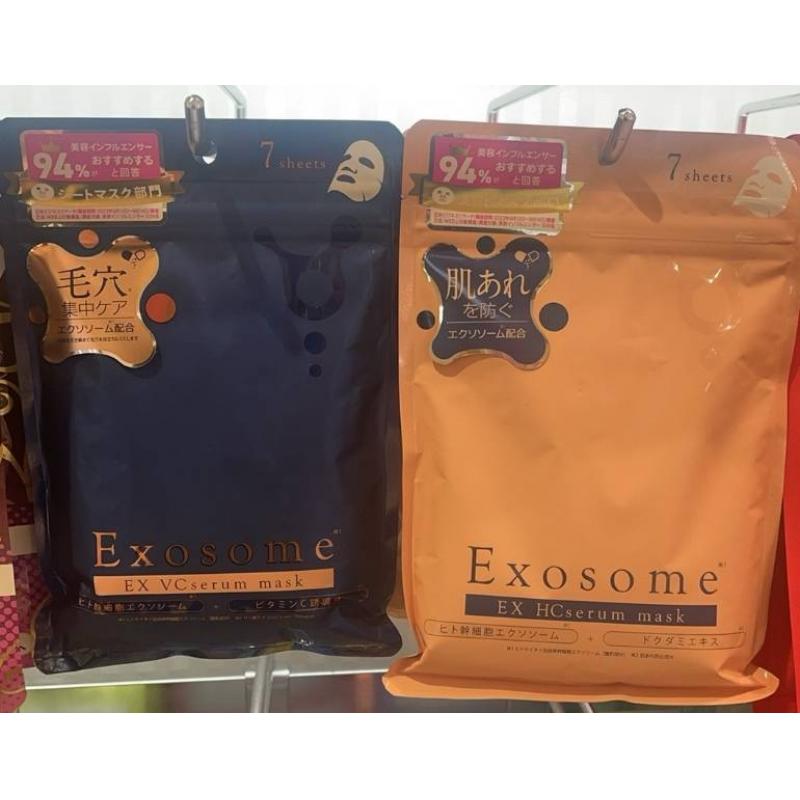 美容インフルエンサー
94%が
おすすめする
と回答
シートマスク部門
7 sheets
毛穴
集中ケア
エクソソーム配合
Exosome
EX VCserum mask
ヒト幹細胞エクソソーム + ビタミンC誘導
美容インフルエンサー
94%が
おすすめする
と回答
7 sheets
肌あれ
を防ぐ
エクソソーム配合
Exosome
EX HCserum mask
ヒト幹細胞エクソソーム + ドクダミエキス